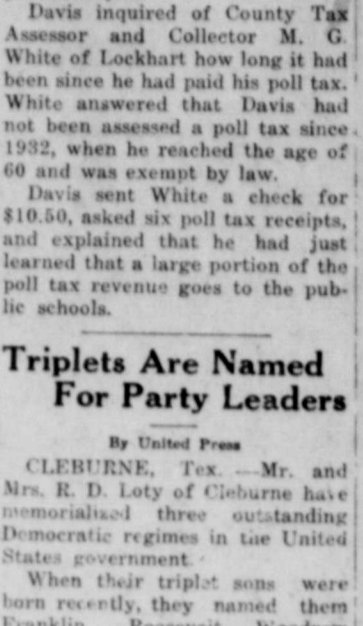 Davis inquired of County Tax
Assessor and Collector M. G.
White of Lockhart how long it had
been since he had paid his poll tax.
White answered that Davis had
not been assessed a poll tax since
1932, when he reached the age of
60 and was exempt by law.
Davis sent White a check for
$10.50, asked six poll tax receipts,
and explained that he had just
learned that a large portion of the
poll tax revenue goes to the pub-
lic schools.
Triplets Are Named
For Party Leaders
By United Press
CLEBURNE, Tex. —Mr. and
Mrs. R. D. Loty of Cleburne have
memorialized three outstanding
Democratic regimes in the United
States government.
When their triplet sons were
born recently, they named them
Franklin Roosevelt